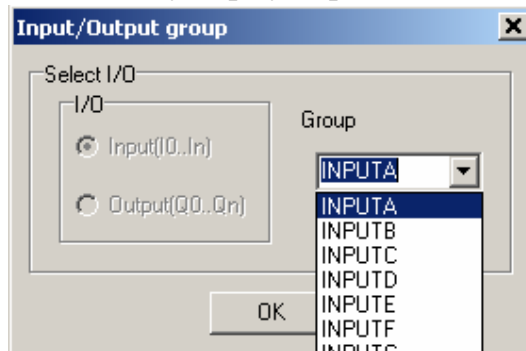 Input/Output group
Select I/O
I/O
Input(I0..In)
Output(Q0..Qn)
Group
INPUTA
INPUTA
INPUTB
INPUTC
INPUTD
INPUTE
INPUTF
OK